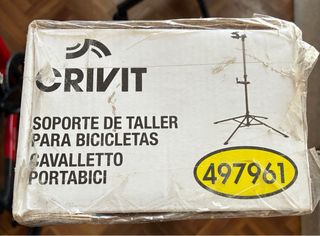 CRIVIT
SOPORTE DE TALLER
PARA BICICLETAS
CAVALLETTO
PORTABICI
497961